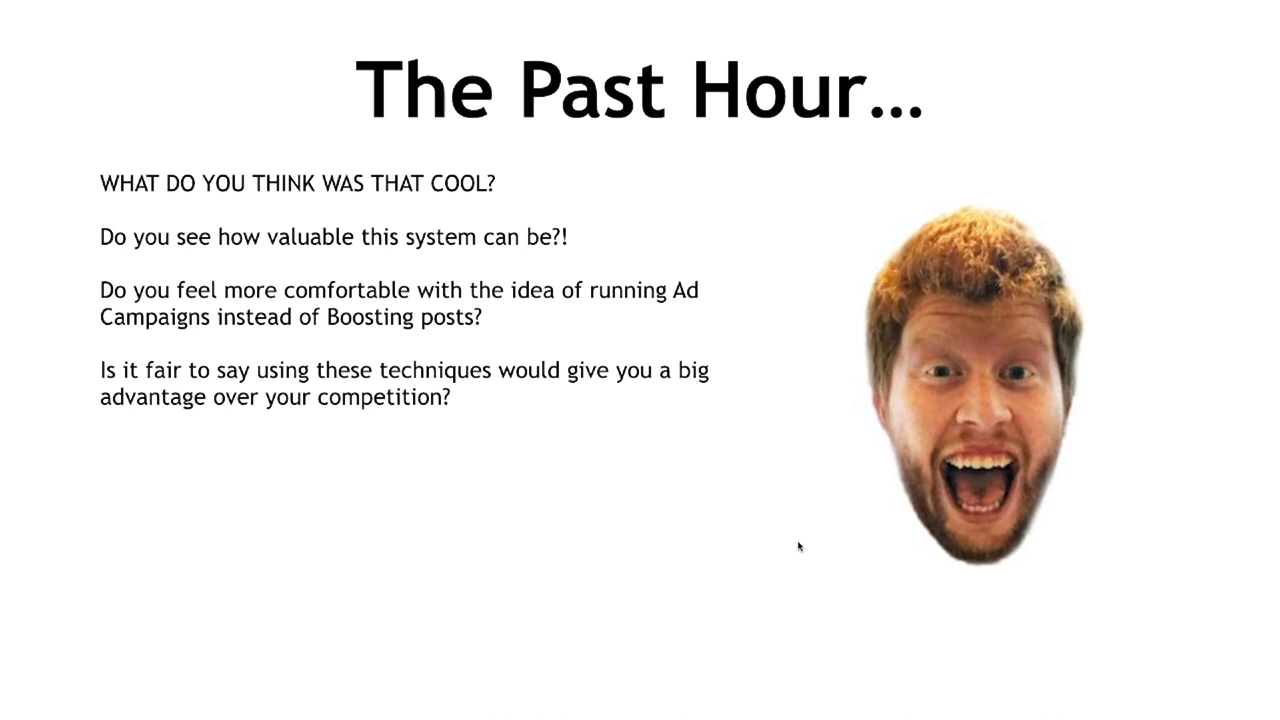 The Past Hour...
WHAT DO YOU THINK WAS THAT COOL?
Do you see how valuable this system can be?!
Do you feel more comfortable with the idea of running Ad
Campaigns instead of Boosting posts?
Is it fair to say using these techniques would give you a big
advantage over your competition?